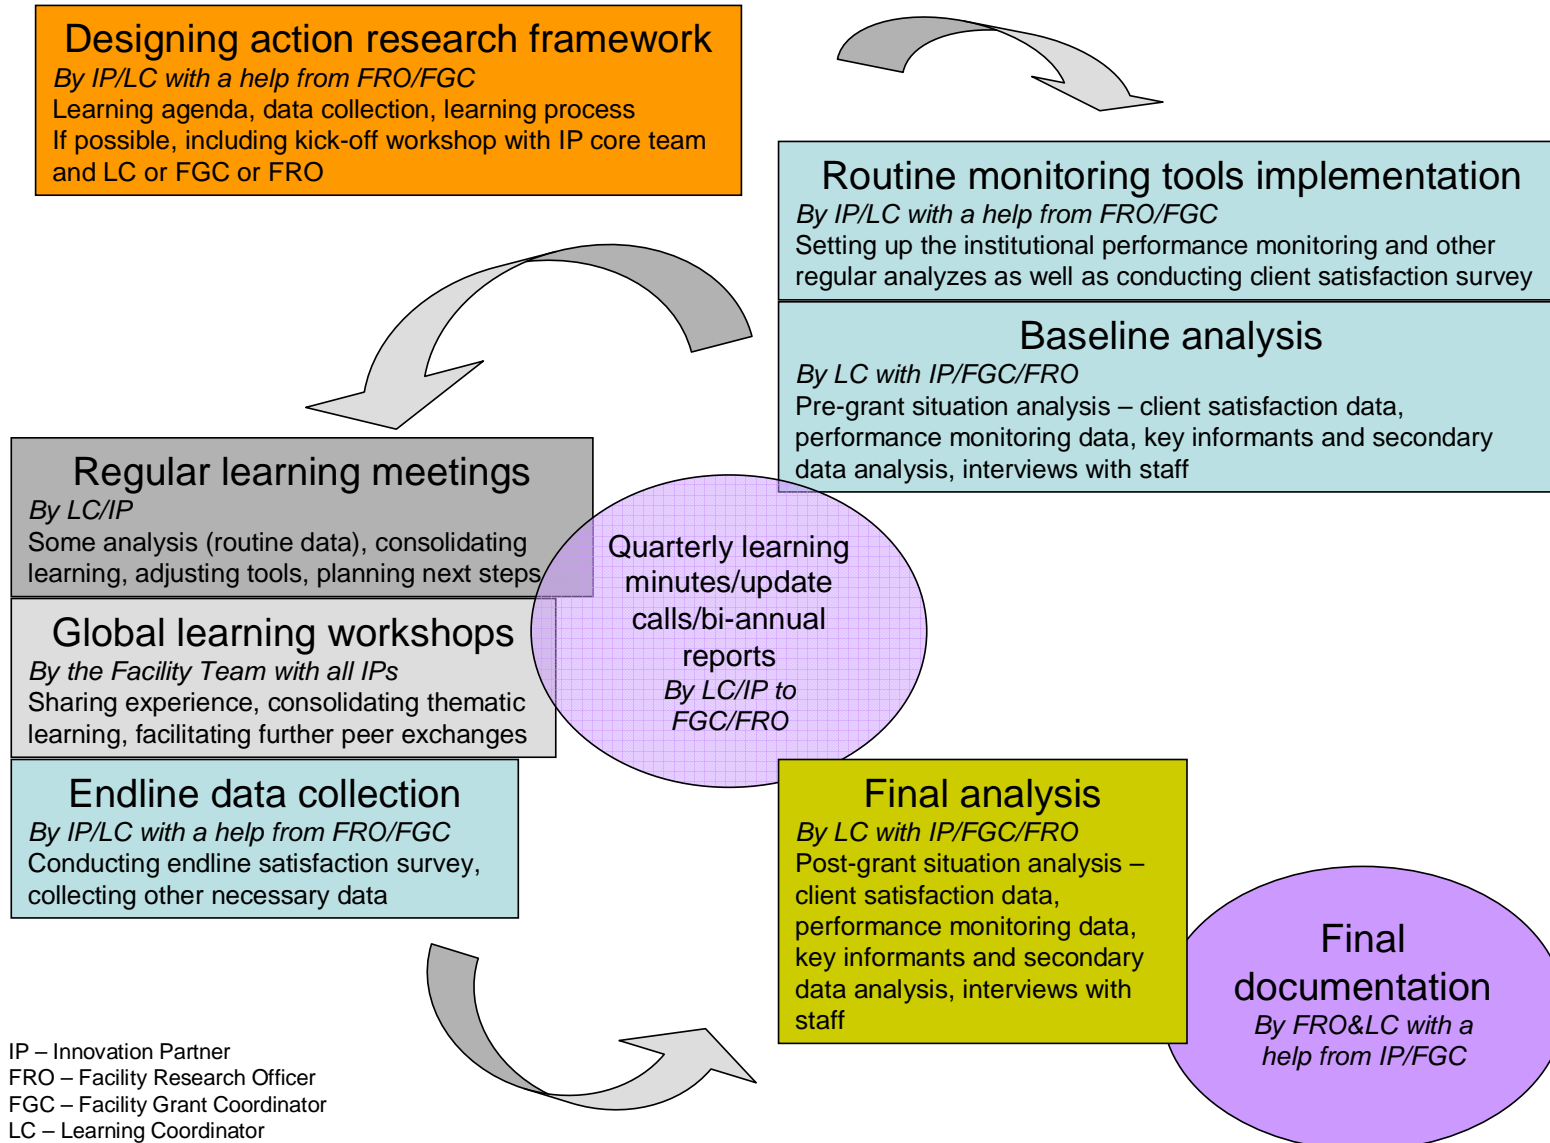 Designing action research framework
By IP/LC with a help from FRO/FGC
Learning agenda, data collection, learning process
If possible, including kick-off workshop with IP core team
and LC or FGC or FRO
Routine monitoring tools implementation
By IP/LC with a help from FRO/FGC
Setting up the institutional performance monitoring and other
regular analyzes as well as conducting client satisfaction survey
Baseline analysis
By LC with IP/FGC/FRO
Pre-grant situation analysis – client satisfaction data,
performance monitoring data, key informants and secondary
data analysis, interviews with staff
Regular learning meetings
By LC/IP
Some analysis (routine data), consolidating
learning, adjusting tools, planning next steps
Global learning workshops
By the Facility Team with all IPs
Sharing experience, consolidating thematic
learning, facilitating further peer exchanges
Quarterly learning
minutes/update
calls/bi-annual
reports
By LC/IP to
FGC/FRO
Endline data collection
By IP/LC with a help from FRO/FGC
Conducting endline satisfaction survey,
collecting other necessary data
Final analysis
By LC with IP/FGC/FRO
Post-grant situation analysis –
client satisfaction data,
performance monitoring data,
key informants and secondary
data analysis, interviews with
staff
Final
documentation
By FRO&LC with a
help from IP/FGC
IP – Innovation Partner
FRO – Facility Research Officer
FGC – Facility Grant Coordinator
LC – Learning Coordinator